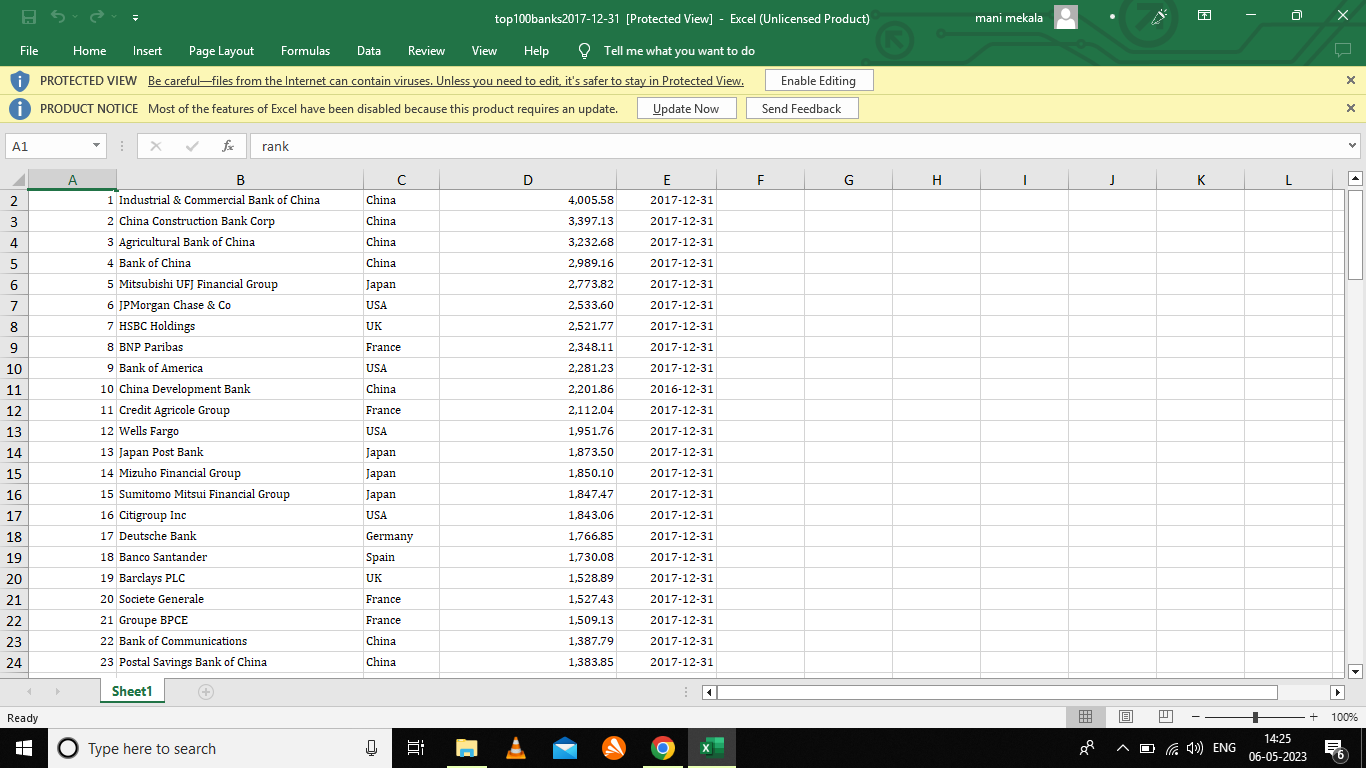 top100banks2017-12-31 [Protected View] - Excel (Unlicensed Product) mani mekala
File Home Insert Page Layout Formulas Data Review View Help Tell me what you want to do
PROTECTED VIEW Be careful—files from the Internet can contain viruses. Unless you need to edit, it's safer to stay in Protected View. Enable Editing
PRODUCT NOTICE Most of the features of Excel have been disabled because this product requires an update. Update Now Send Feedback
A1 fx rank
A B C D E F G H I J K L
2 1 Industrial & Commercial Bank of China China 4,005.58 2017-12-31
3 2 China Construction Bank Corp China 3,397.13 2017-12-31
4 3 Agricultural Bank of China China 3,232.68 2017-12-31
5 4 Bank of China China 2,989.16 2017-12-31
6 5 Mitsubishi UFJ Financial Group Japan 2,773.82 2017-12-31
7 6 JPMorgan Chase & Co USA 2,533.60 2017-12-31
8 7 HSBC Holdings UK 2,521.77 2017-12-31
9 8 BNP Paribas France 2,348.11 2017-12-31
10 9 Bank of America USA 2,281.23 2017-12-31
11 10 China Development Bank China 2,201.86 2016-12-31
12 11 Credit Agricole Group France 2,112.04 2017-12-31
13 12 Wells Fargo USA 1,951.76 2017-12-31
14 13 Japan Post Bank Japan 1,873.50 2017-12-31
15 14 Mizuho Financial Group Japan 1,850.10 2017-12-31
16 15 Sumitomo Mitsui Financial Group Japan 1,847.47 2017-12-31
17 16 Citigroup Inc USA 1,843.06 2017-12-31
18 17 Deutsche Bank Germany 1,766.85 2017-12-31
19 18 Banco Santander Spain 1,730.08 2017-12-31
20 19 Barclays PLC UK 1,528.89 2017-12-31
21 20 Societe Generale France 1,527.43 2017-12-31
22 21 Groupe BPCE France 1,509.13 2017-12-31
23 22 Bank of Communications China 1,387.79 2017-12-31
24 23 Postal Savings Bank of China China 1,383.85 2017-12-31
Sheet1
Ready 100%
Type here to search ENG 14:25
06-05-2023 6